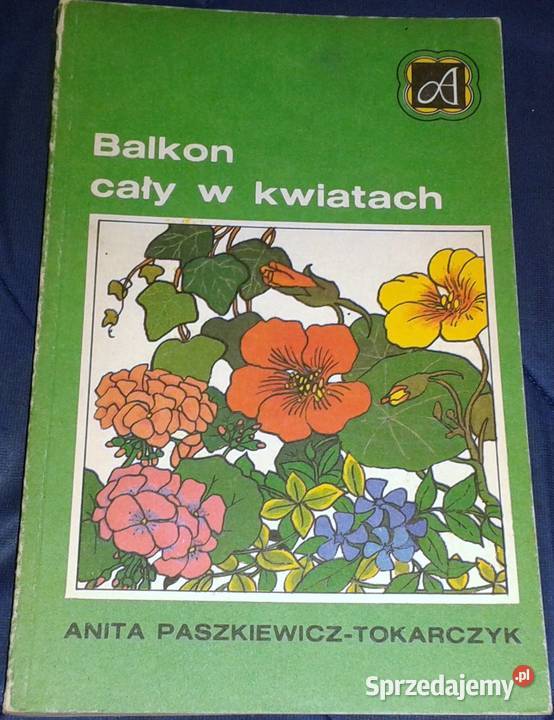 A
Balkon
cały w kwiatach
ANITA PASZKIEWICZ-TOKARCZYK
Sprzedajemy.pl